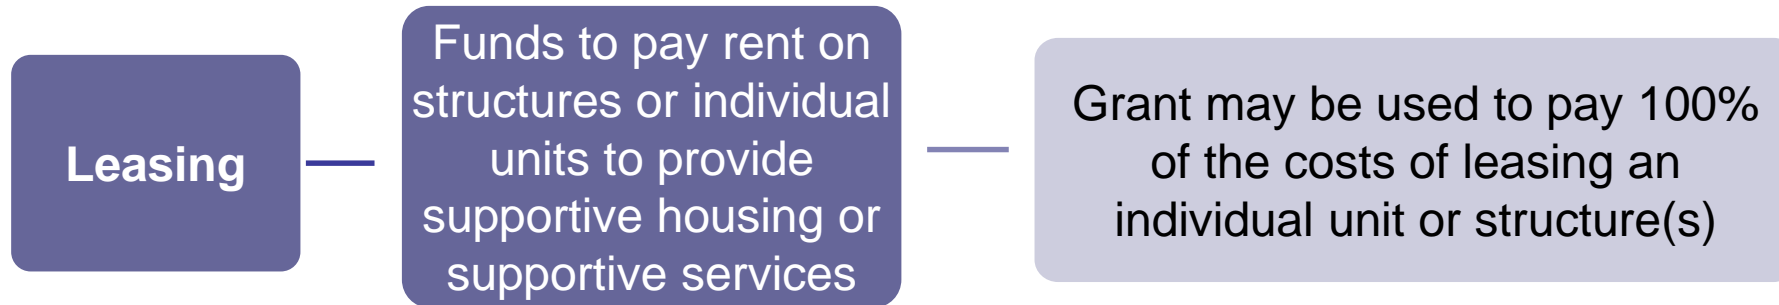 Leasing
Funds to pay rent on
structures or individual
units to provide
supportive housing or
supportive services
Grant may be used to pay 100%
of the costs of leasing an
individual unit or structure(s)